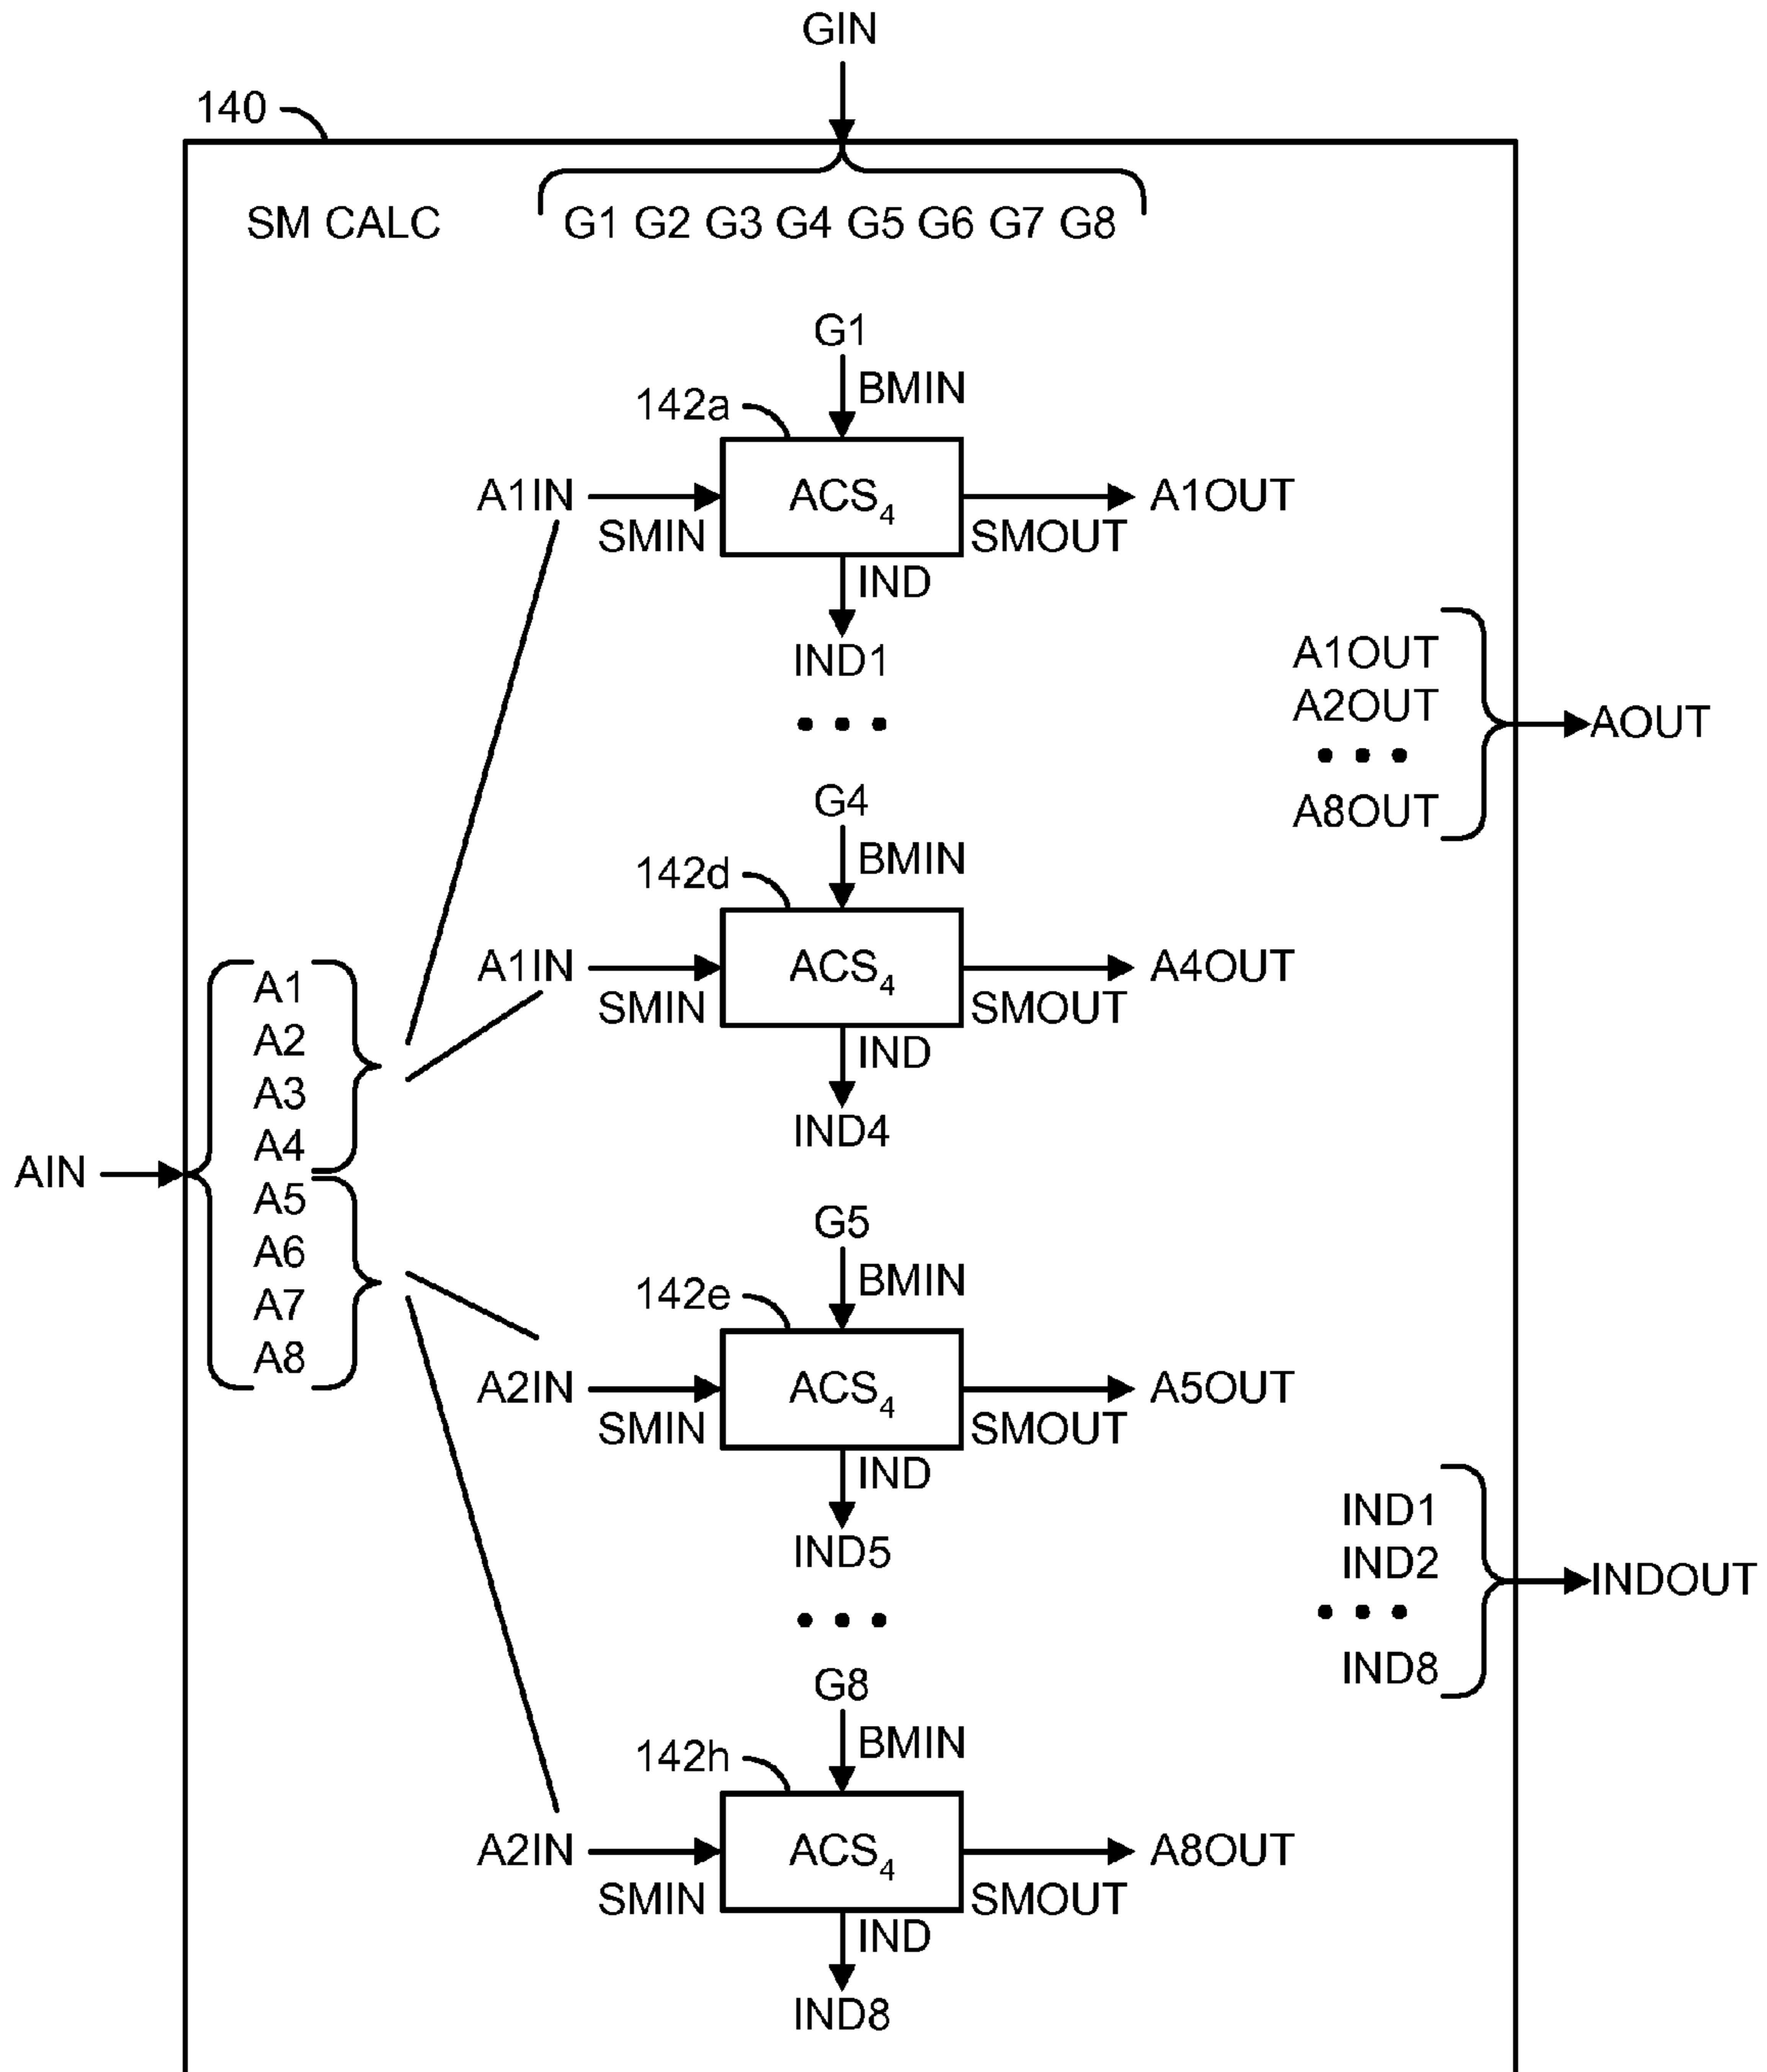 GIN
140
SM CALC
G1 G2 G3 G4 G5 G6 G7 G8
G1
BMIN
142a
A1IN
SMIN
ACS4
SMOUT
A1OUT
IND
IND1
• • •
A1OUT
A2OUT
• • •
A8OUT
AOUT
G4
BMIN
142d
A1IN
SMIN
ACS4
SMOUT
A4OUT
IND
IND4
AIN
A1
A2
A3
A4
A5
A6
A7
A8
G5
BMIN
142e
A2IN
SMIN
ACS4
SMOUT
A5OUT
IND
IND5
• • •
IND1
IND2
• • •
IND8
INDOUT
G8
BMIN
142h
A2IN
SMIN
ACS4
SMOUT
A8OUT
IND
IND8